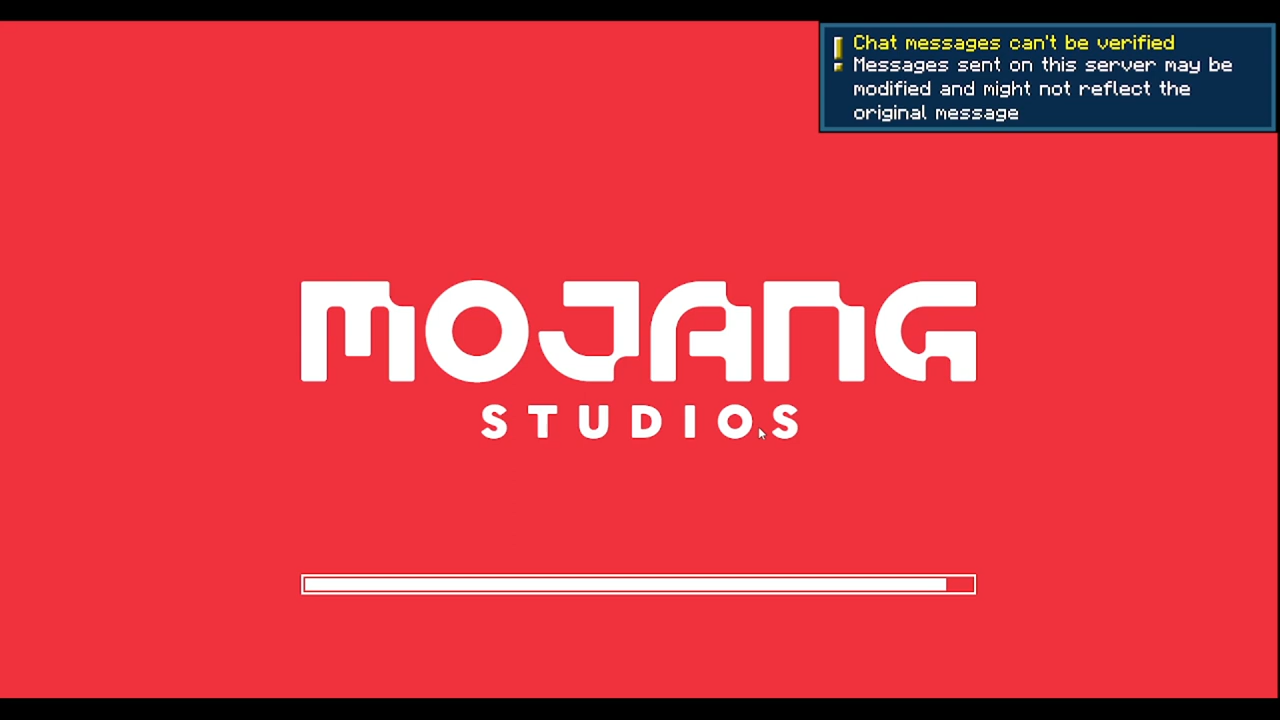 Chat messages can't be verified
Messages sent on this server may be
modified and might not reflect the
original message
MOJANG
STUDIOS